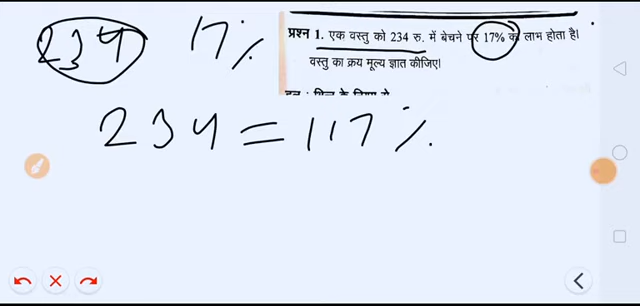 234 17%
प्रश्न 1. एक वस्तु को 234 रु. में बेचने पर 17% का लाभ होता है।
वस्तु का क्रय मूल्य ज्ञात कीजिए।
234 = 117%